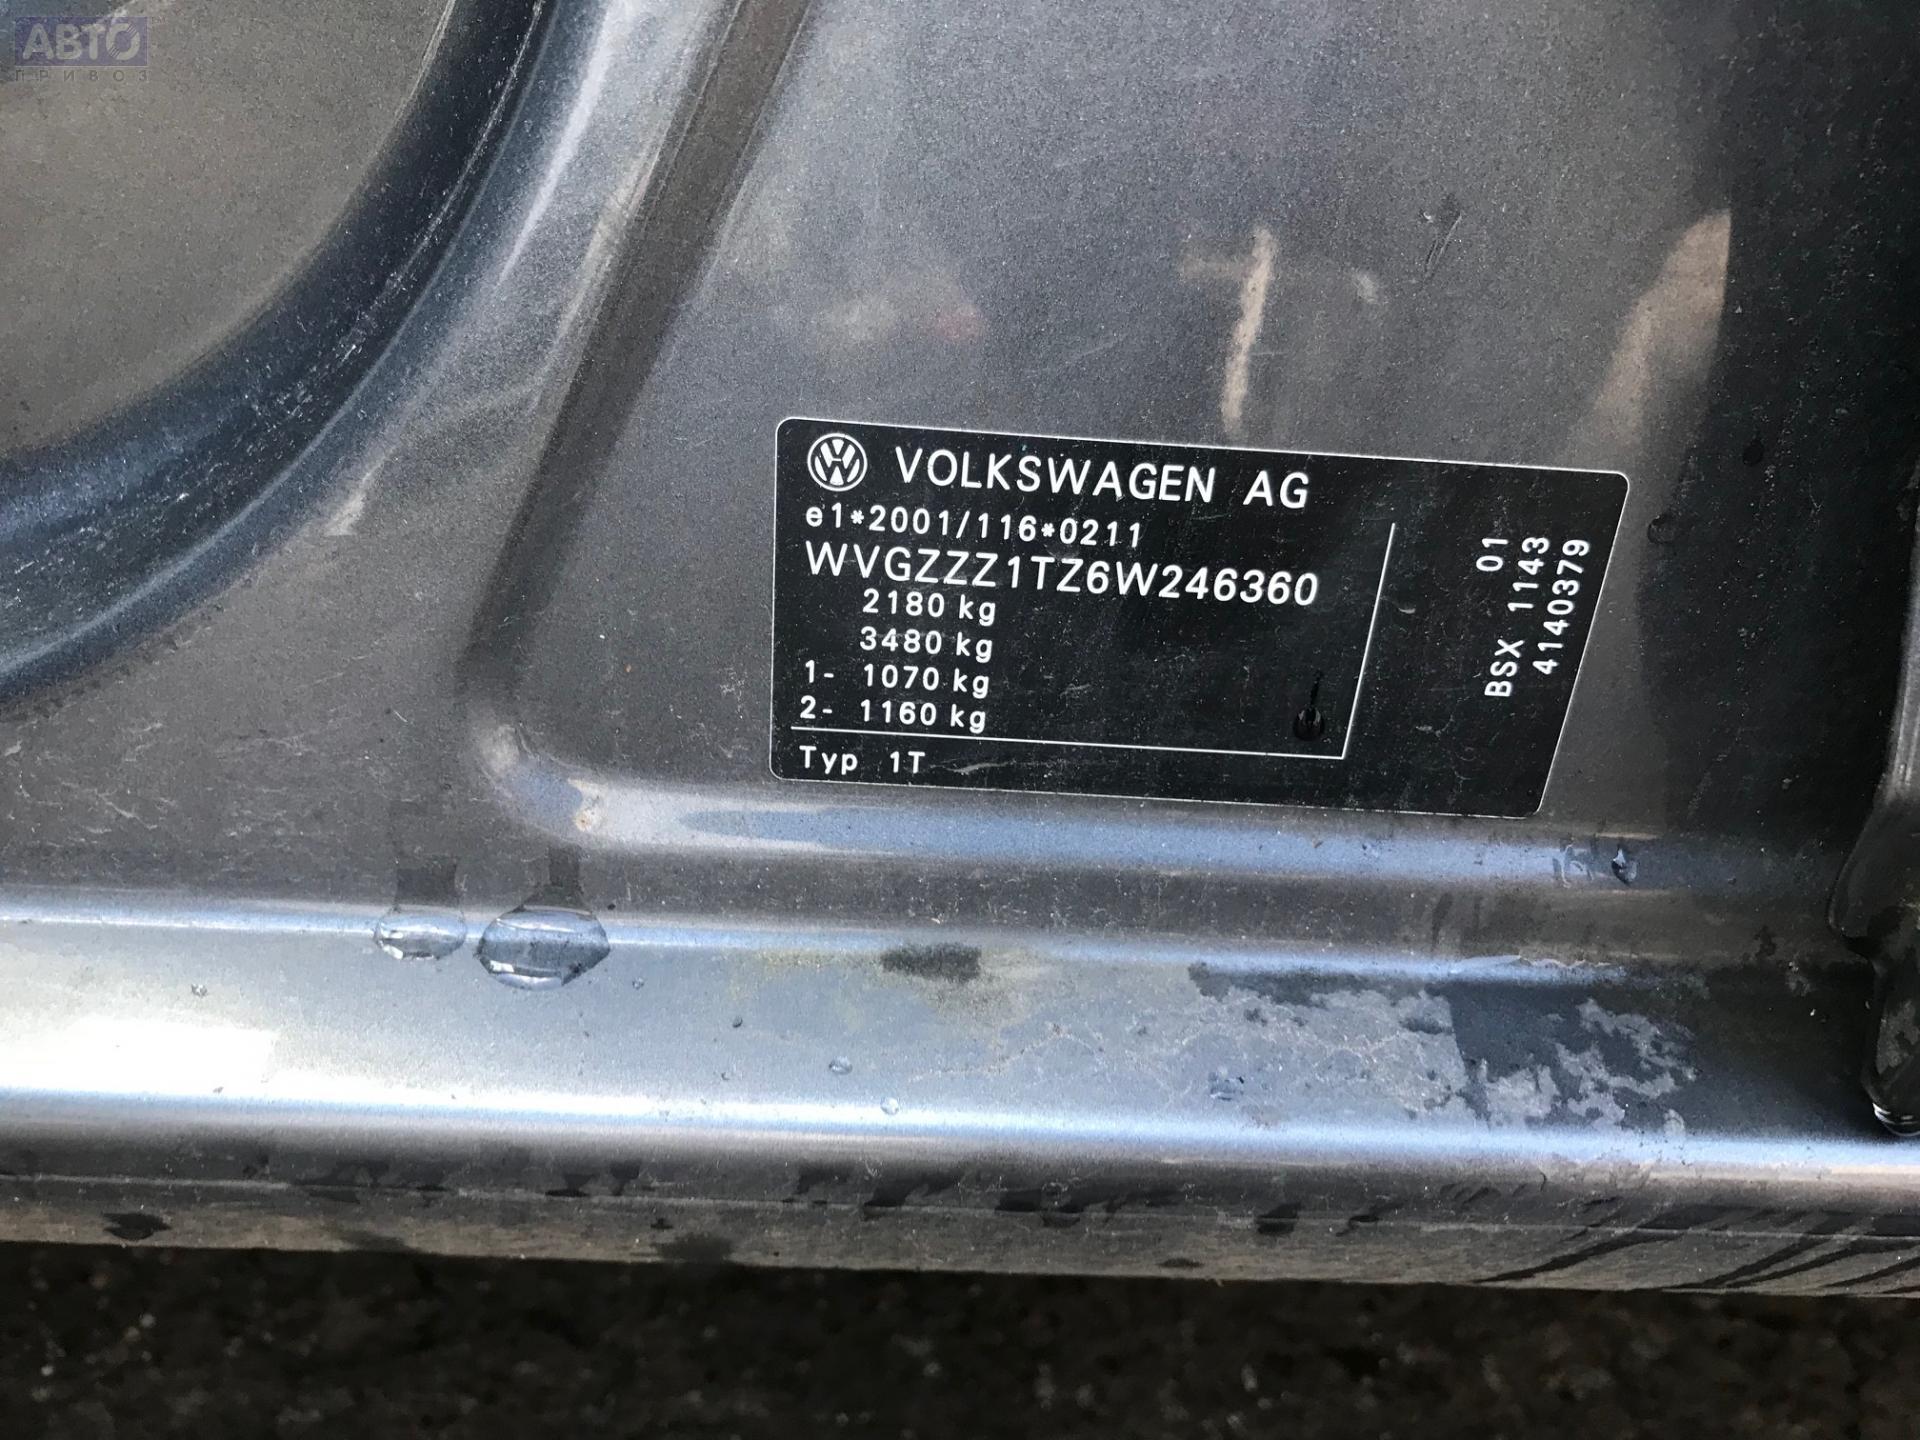 АВТО
ПРИВОЗ
VOLKSWAGEN AG
e1*2001/116*0211
WVGZZZ1TZ6W246360
2180 kg
3480 kg
1- 1070 kg
2- 1160 kg
Typ 1T
01
BSX 1143
4140379